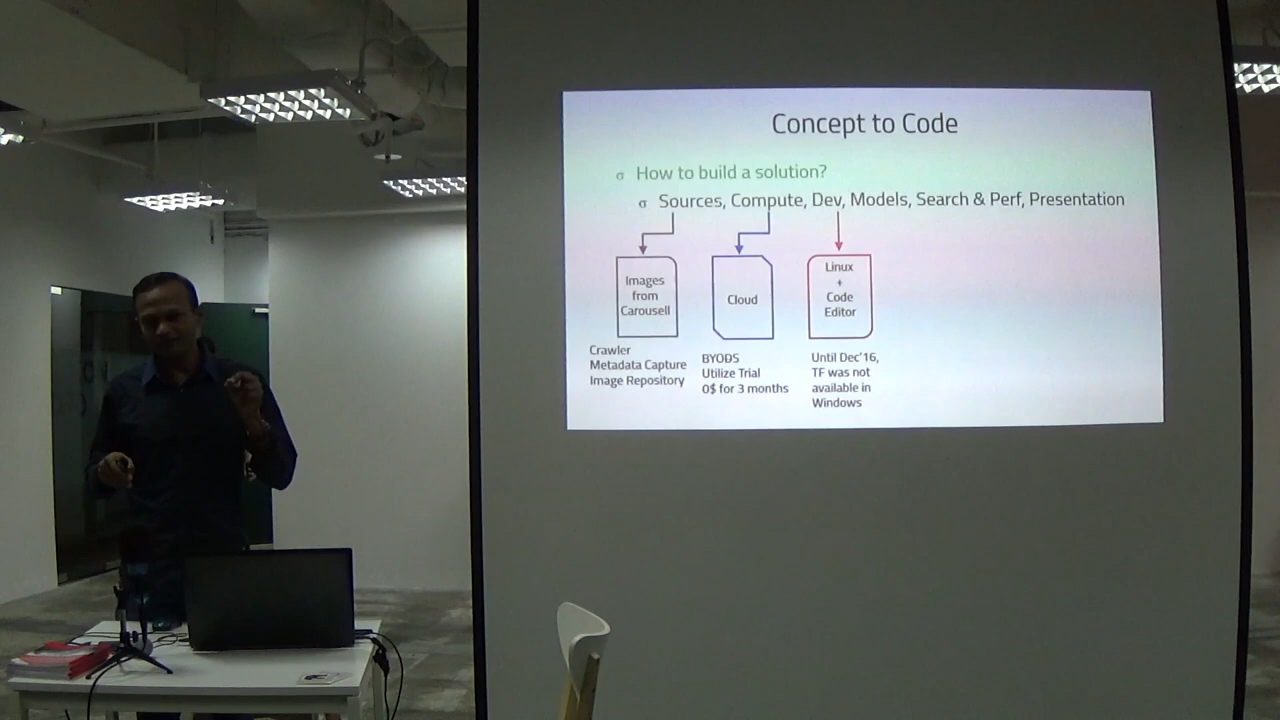 Concept to Code
σ How to build a solution?
σ Sources, Compute, Dev, Models, Search & Perf, Presentation
Images
from
Carousell
Cloud
Linux
+
Code
Editor
Crawler
Metadata Capture
Image Repository
BYODS
Utilize Trial
0$ for 3 months
Until Dec'16,
TF was not
available in
Windows